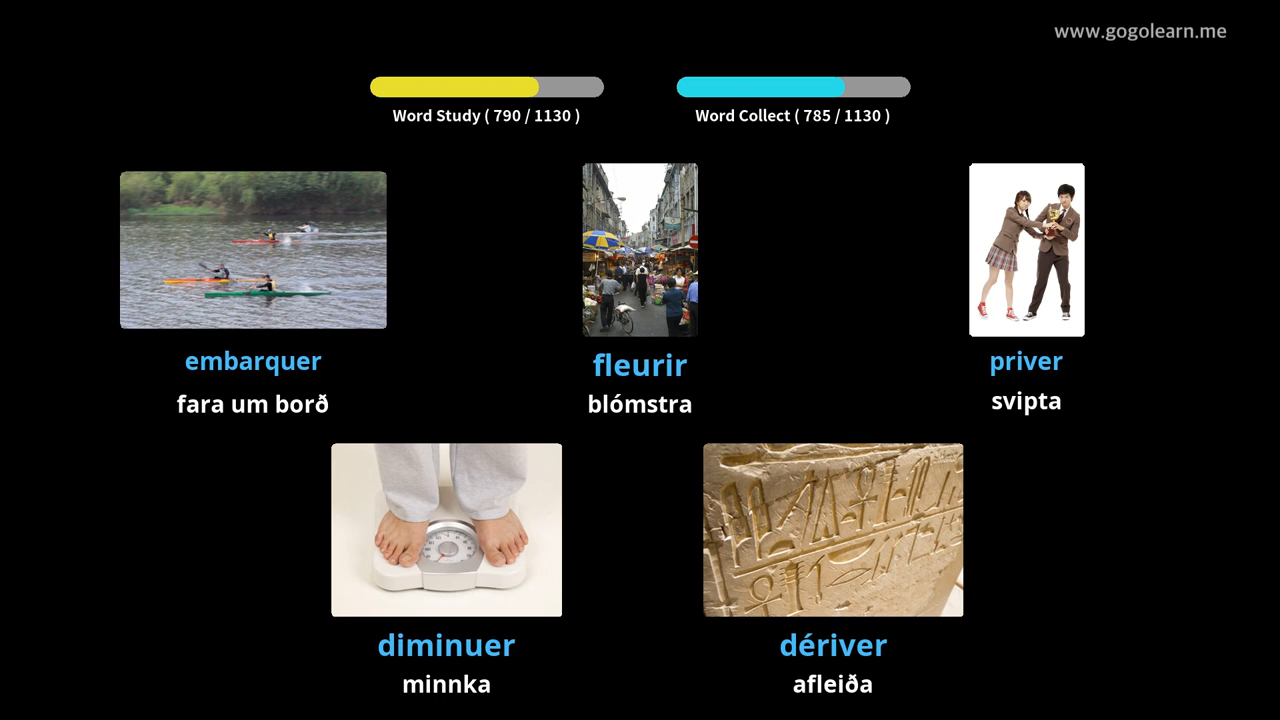 www.gogolearn.me
Word Study ( 790 / 1130 )
Word Collect ( 785 / 1130 )
embarquer
fara um borð
fleurir
blómstra
priver
svipta
diminuer
minnka
dériver
afleiða